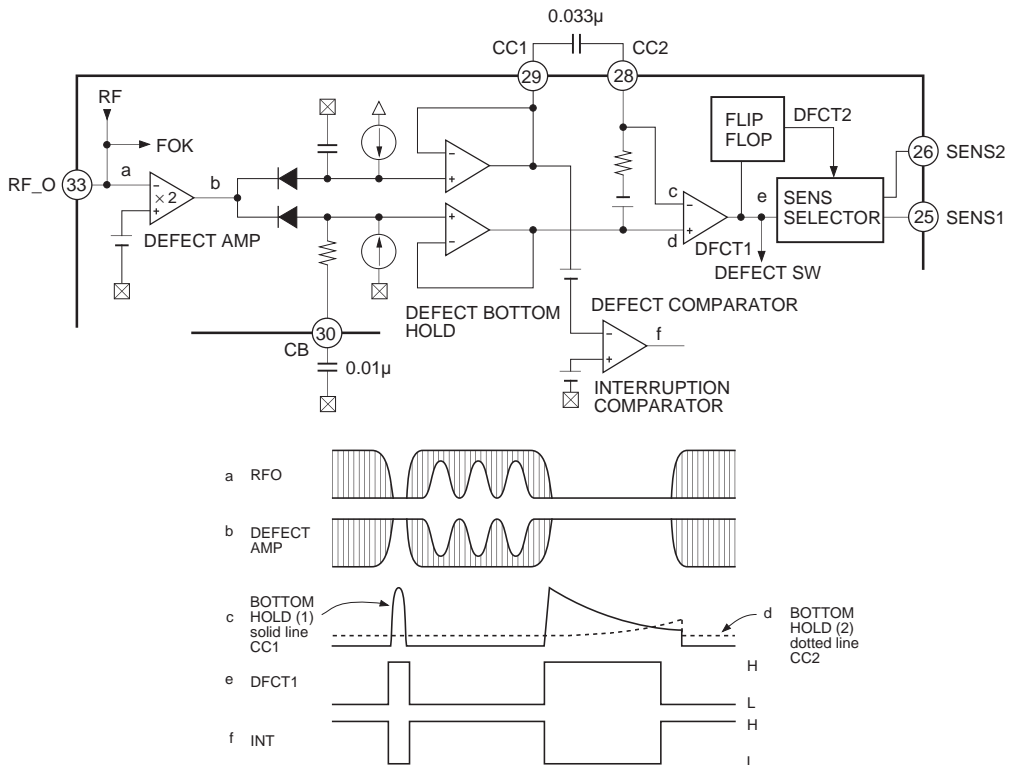 0.033µ
CC1
CC2
29
28
RF
FOK
RF_O
33
a
−
× 2
+
b
DEFECT AMP
−
+
+
−
DEFECT BOTTOM
HOLD
c
−
d
+
DFCT1
FLIP
FLOP
DFCT2
e
SENS
SELECTOR
26
SENS2
25
SENS1
DEFECT SW
DEFECT COMPARATOR
−
+
f
INTERRUPTION
COMPARATOR
30
CB
0.01µ
a RFO
b DEFECT
AMP
c BOTTOM
HOLD (1)
solid line
CC1
d BOTTOM
HOLD (2)
dotted line
CC2
e DFCT1
H
L
f INT
H
L